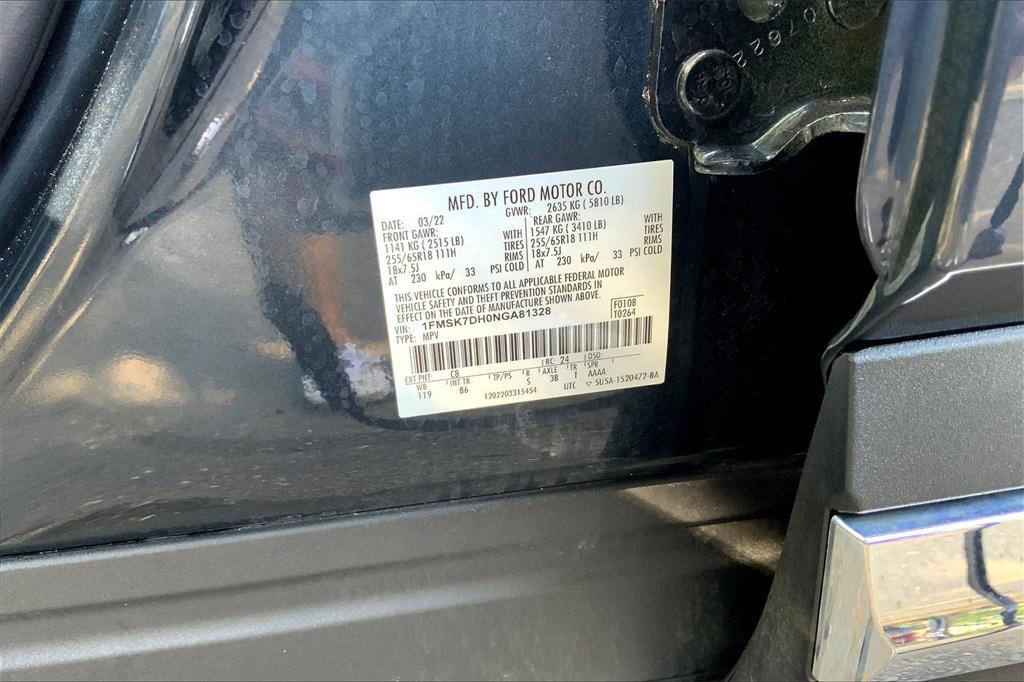 07622
MFD. BY FORD MOTOR CO.
DATE: 03/22 GVWR: 2635 KG ( 5810 LB)
FRONT GAWR: WITH REAR GAWR: WITH
1141 KG ( 2515 LB) TIRES 1547 KG ( 3410 LB) TIRES
255/65R18 111H RIMS 255/65R18 111H RIMS
18x7.5J 18x7.5J
AT 230 kPa/ 33 PSI COLD AT 230 kPa/ 33 PSI COLD
THIS VEHICLE CONFORMS TO ALL APPLICABLE FEDERAL MOTOR
VEHICLE SAFETY AND THEFT PREVENTION STANDARDS IN
EFFECT ON THE DATE OF MANUFACTURE SHOWN ABOVE.
VIN: 1FMSK7DH0NGA81328 F0108
TYPE: MPV T0264
EXT PNT: C8 RC: 24 DSO
WB INT TR TP/PS R AXLE TR SPR
119 86 S 3B T AAAA
1202203315454 UTC ▽ 5U5A-1520472-BA